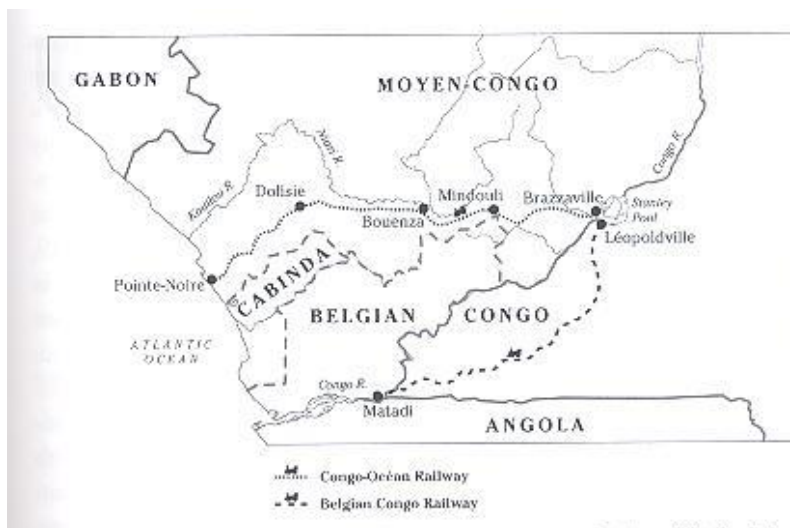 GABON
MOYEN-CONGO
Congo R.
Niari R.
Kouilou R.
Dolisie
Mindouli
Brazzaville
Stanley
Pool
Bouenza
Léopoldville
Pointe-Noire
CABINDA
BELGIAN CONGO
ATLANTIC
OCEAN
Congo R.
Matadi
ANGOLA
Congo-Océan Railway
Belgian Congo Railway